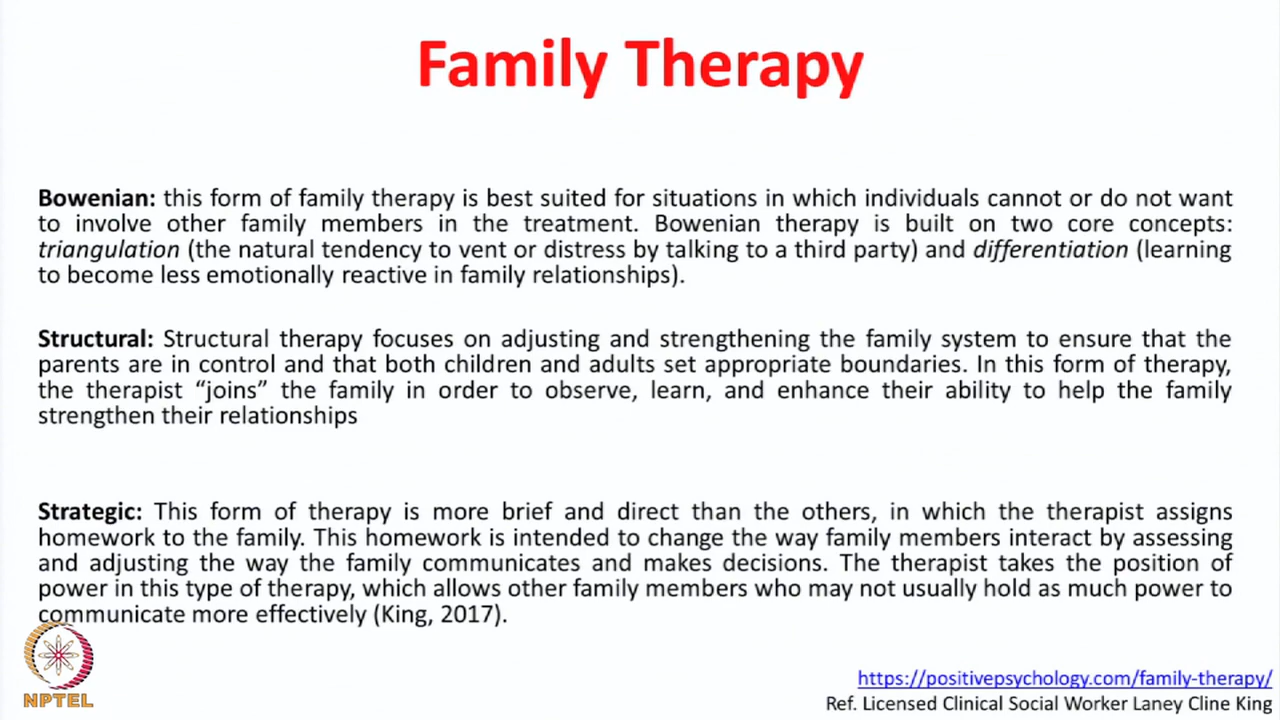 Family Therapy
Bowenian: this form of family therapy is best suited for situations in which individuals cannot or do not want
to involve other family members in the treatment. Bowenian therapy is built on two core concepts:
triangulation (the natural tendency to vent or distress by talking to a third party) and differentiation (learning
to become less emotionally reactive in family relationships).
Structural: Structural therapy focuses on adjusting and strengthening the family system to ensure that the
parents are in control and that both children and adults set appropriate boundaries. In this form of therapy,
the therapist “joins” the family in order to observe, learn, and enhance their ability to help the family
strengthen their relationships
Strategic: This form of therapy is more brief and direct than the others, in which the therapist assigns
homework to the family. This homework is intended to change the way family members interact by assessing
and adjusting the way the family communicates and makes decisions. The therapist takes the position of
power in this type of therapy, which allows other family members who may not usually hold as much power to
communicate more effectively (King, 2017).
NPTEL
https://positivepsychology.com/family-therapy/
Ref. Licensed Clinical Social Worker Laney Cline King